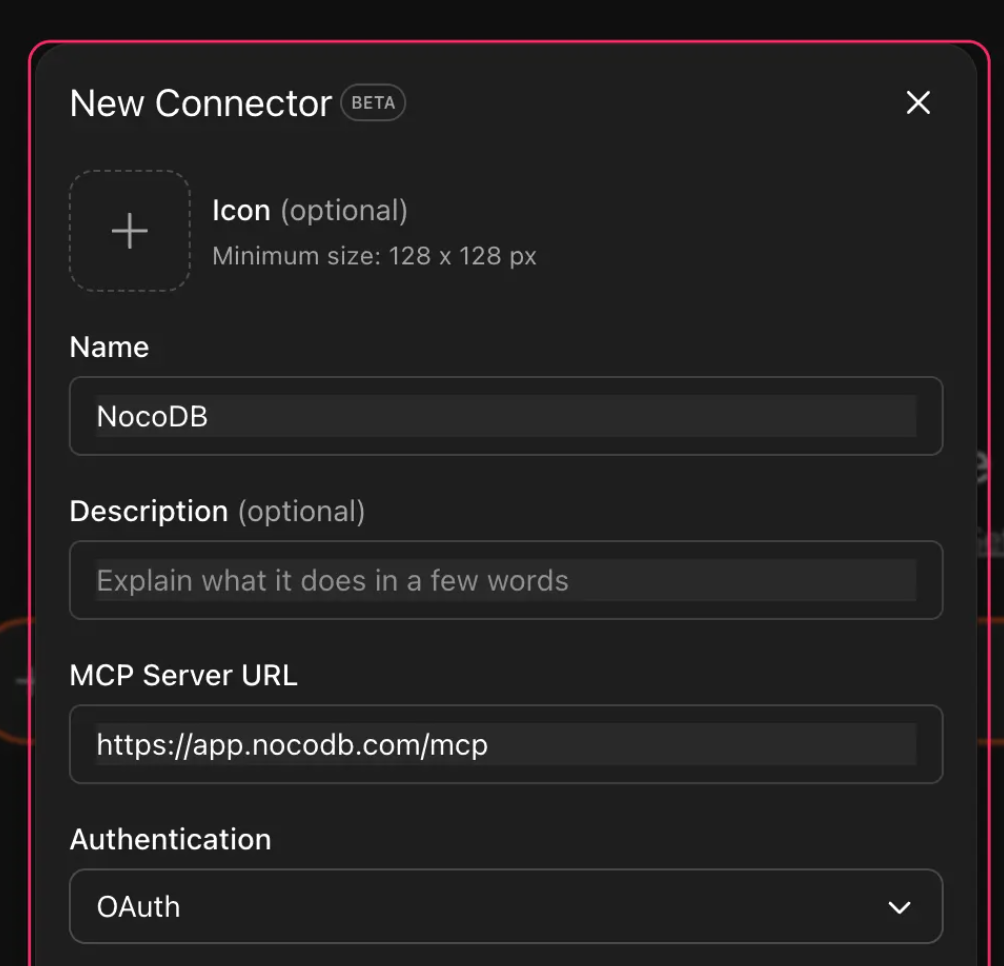 New Connector BETA
Icon (optional)
Minimum size: 128 x 128 px
Name
NocoDB
Description (optional)
Explain what it does in a few words
MCP Server URL
https://app.nocodb.com/mcp
Authentication
OAuth